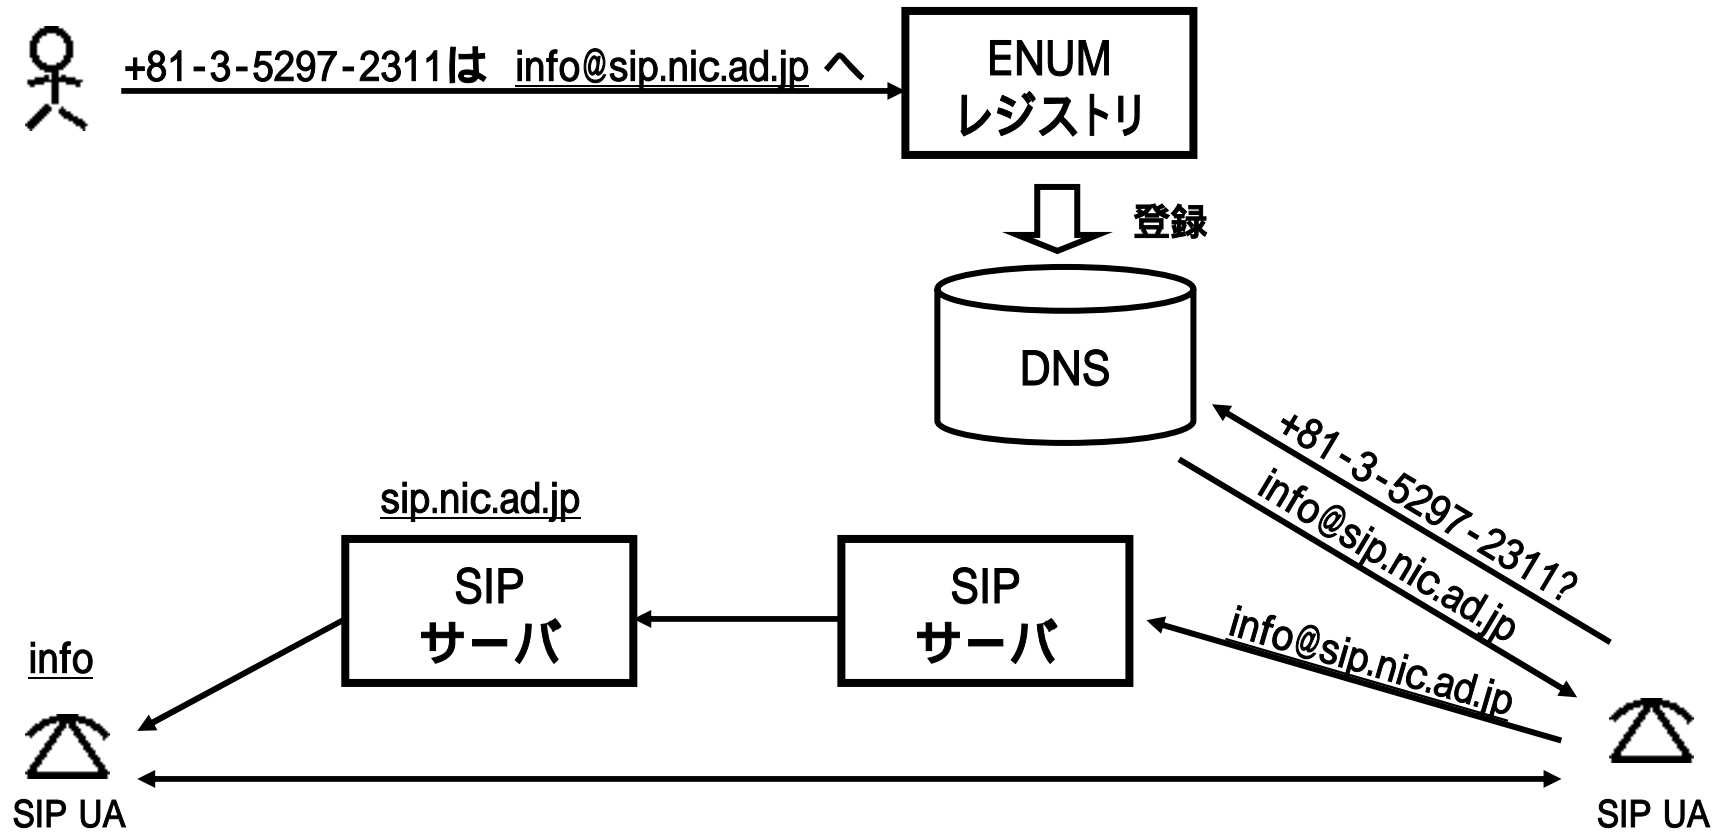 +81-3-5297-2311は info@sip.nic.ad.jp へ
ENUM
レジストリ
登録
DNS
+81-3-5297-2311?
info@sip.nic.ad.jp
info@sip.nic.ad.jp
sip.nic.ad.jp
SIP
サーバ
SIP
サーバ
info
SIP UA
SIP UA